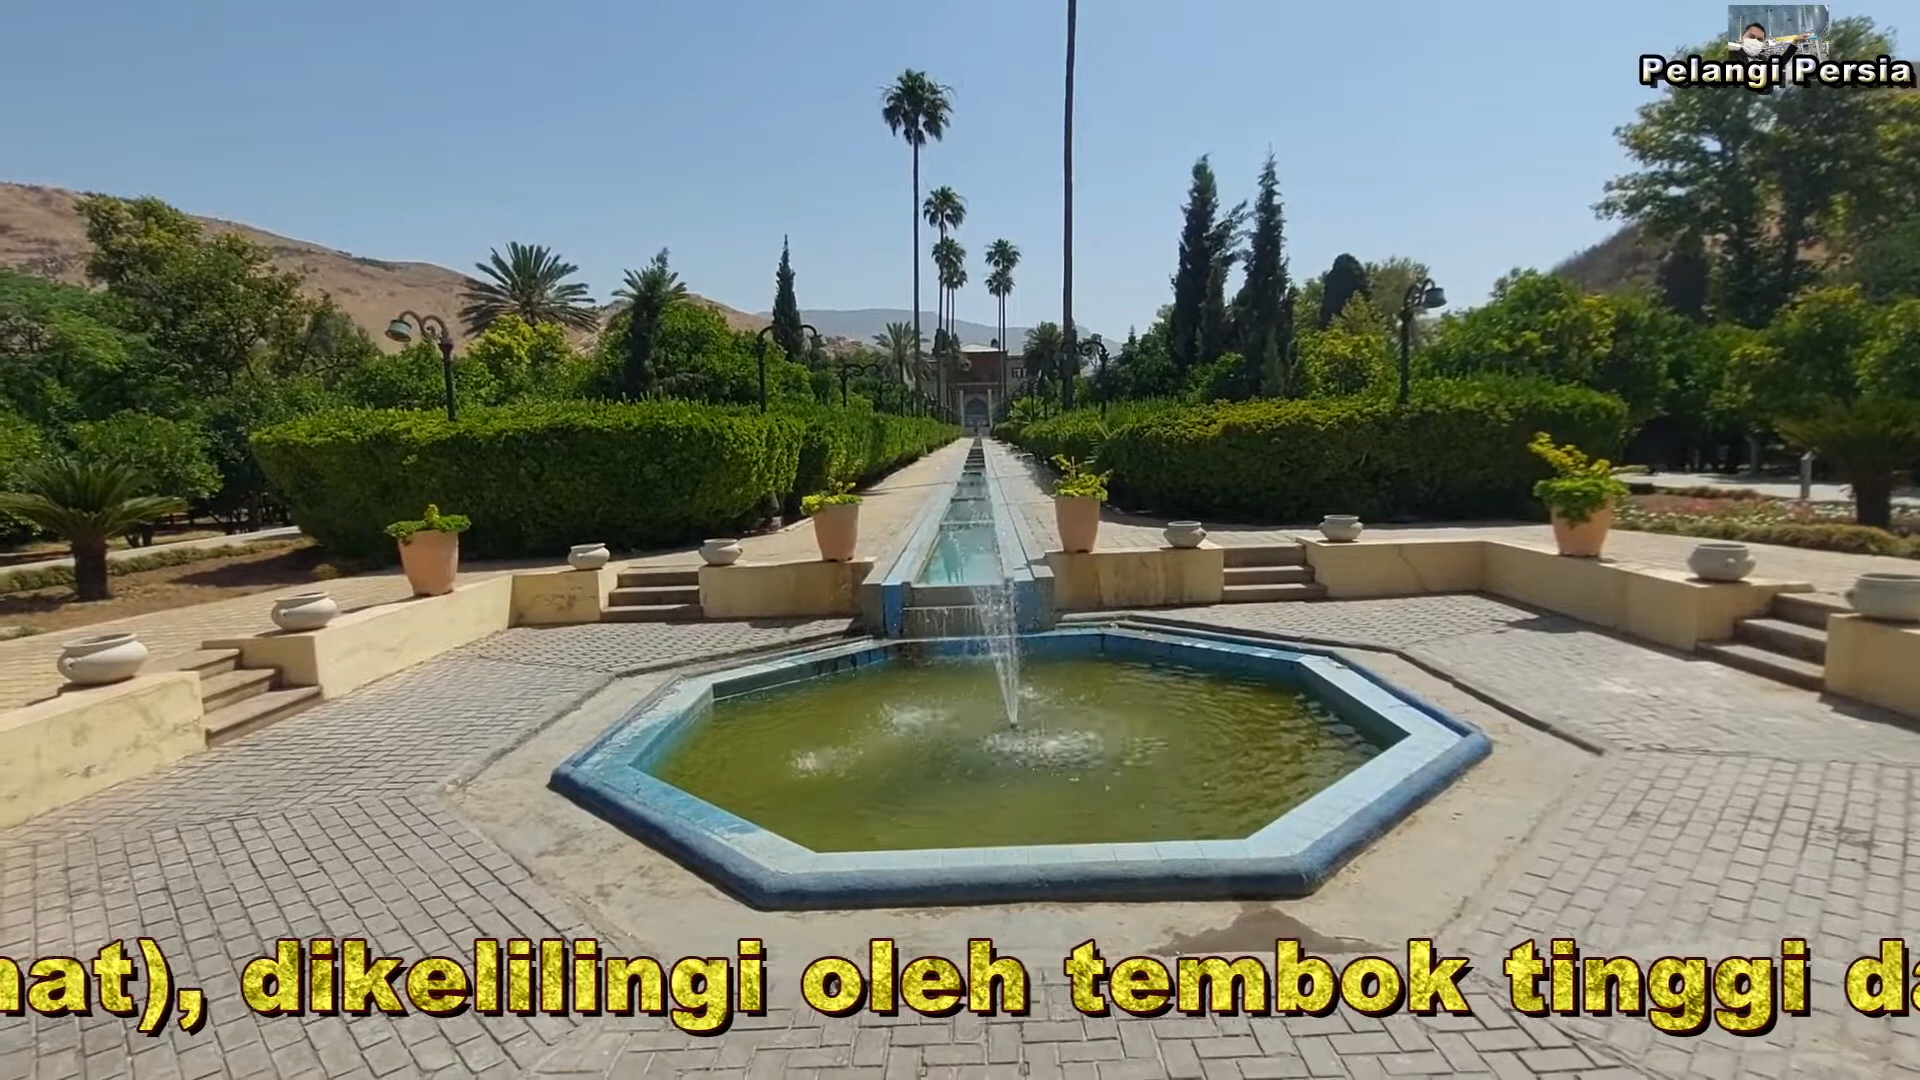 Pelangi Persia
hat), dikelilingi oleh tembok tinggi da